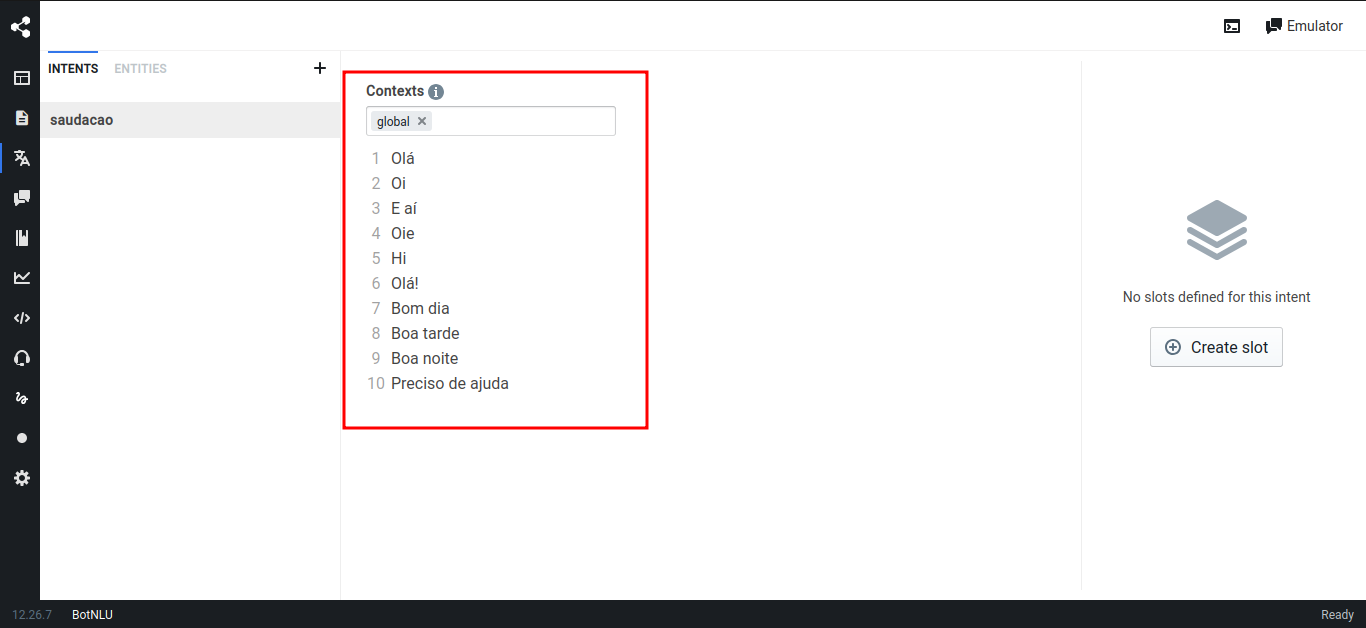 Emulator
INTENTS ENTITIES
saudacao
Contexts
global
1 Olá
2 Oi
3 E aí
4 Oie
5 Hi
6 Olá!
7 Bom dia
8 Boa tarde
9 Boa noite
10 Preciso de ajuda
No slots defined for this intent
Create slot
12.26.7 BotNLU Ready